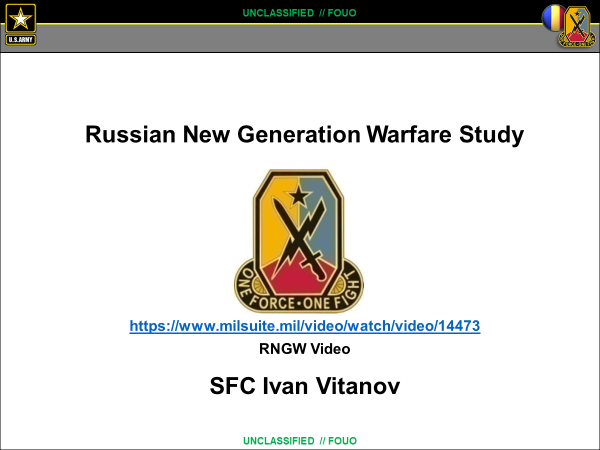 UNCLASSIFIED // FOUO
U.S. ARMY
Russian New Generation Warfare Study
ONE FORCE • ONE FIGHT
https://www.milsuite.mil/video/watch/video/14473
RNGW Video
SFC Ivan Vitanov
UNCLASSIFIED // FOUO